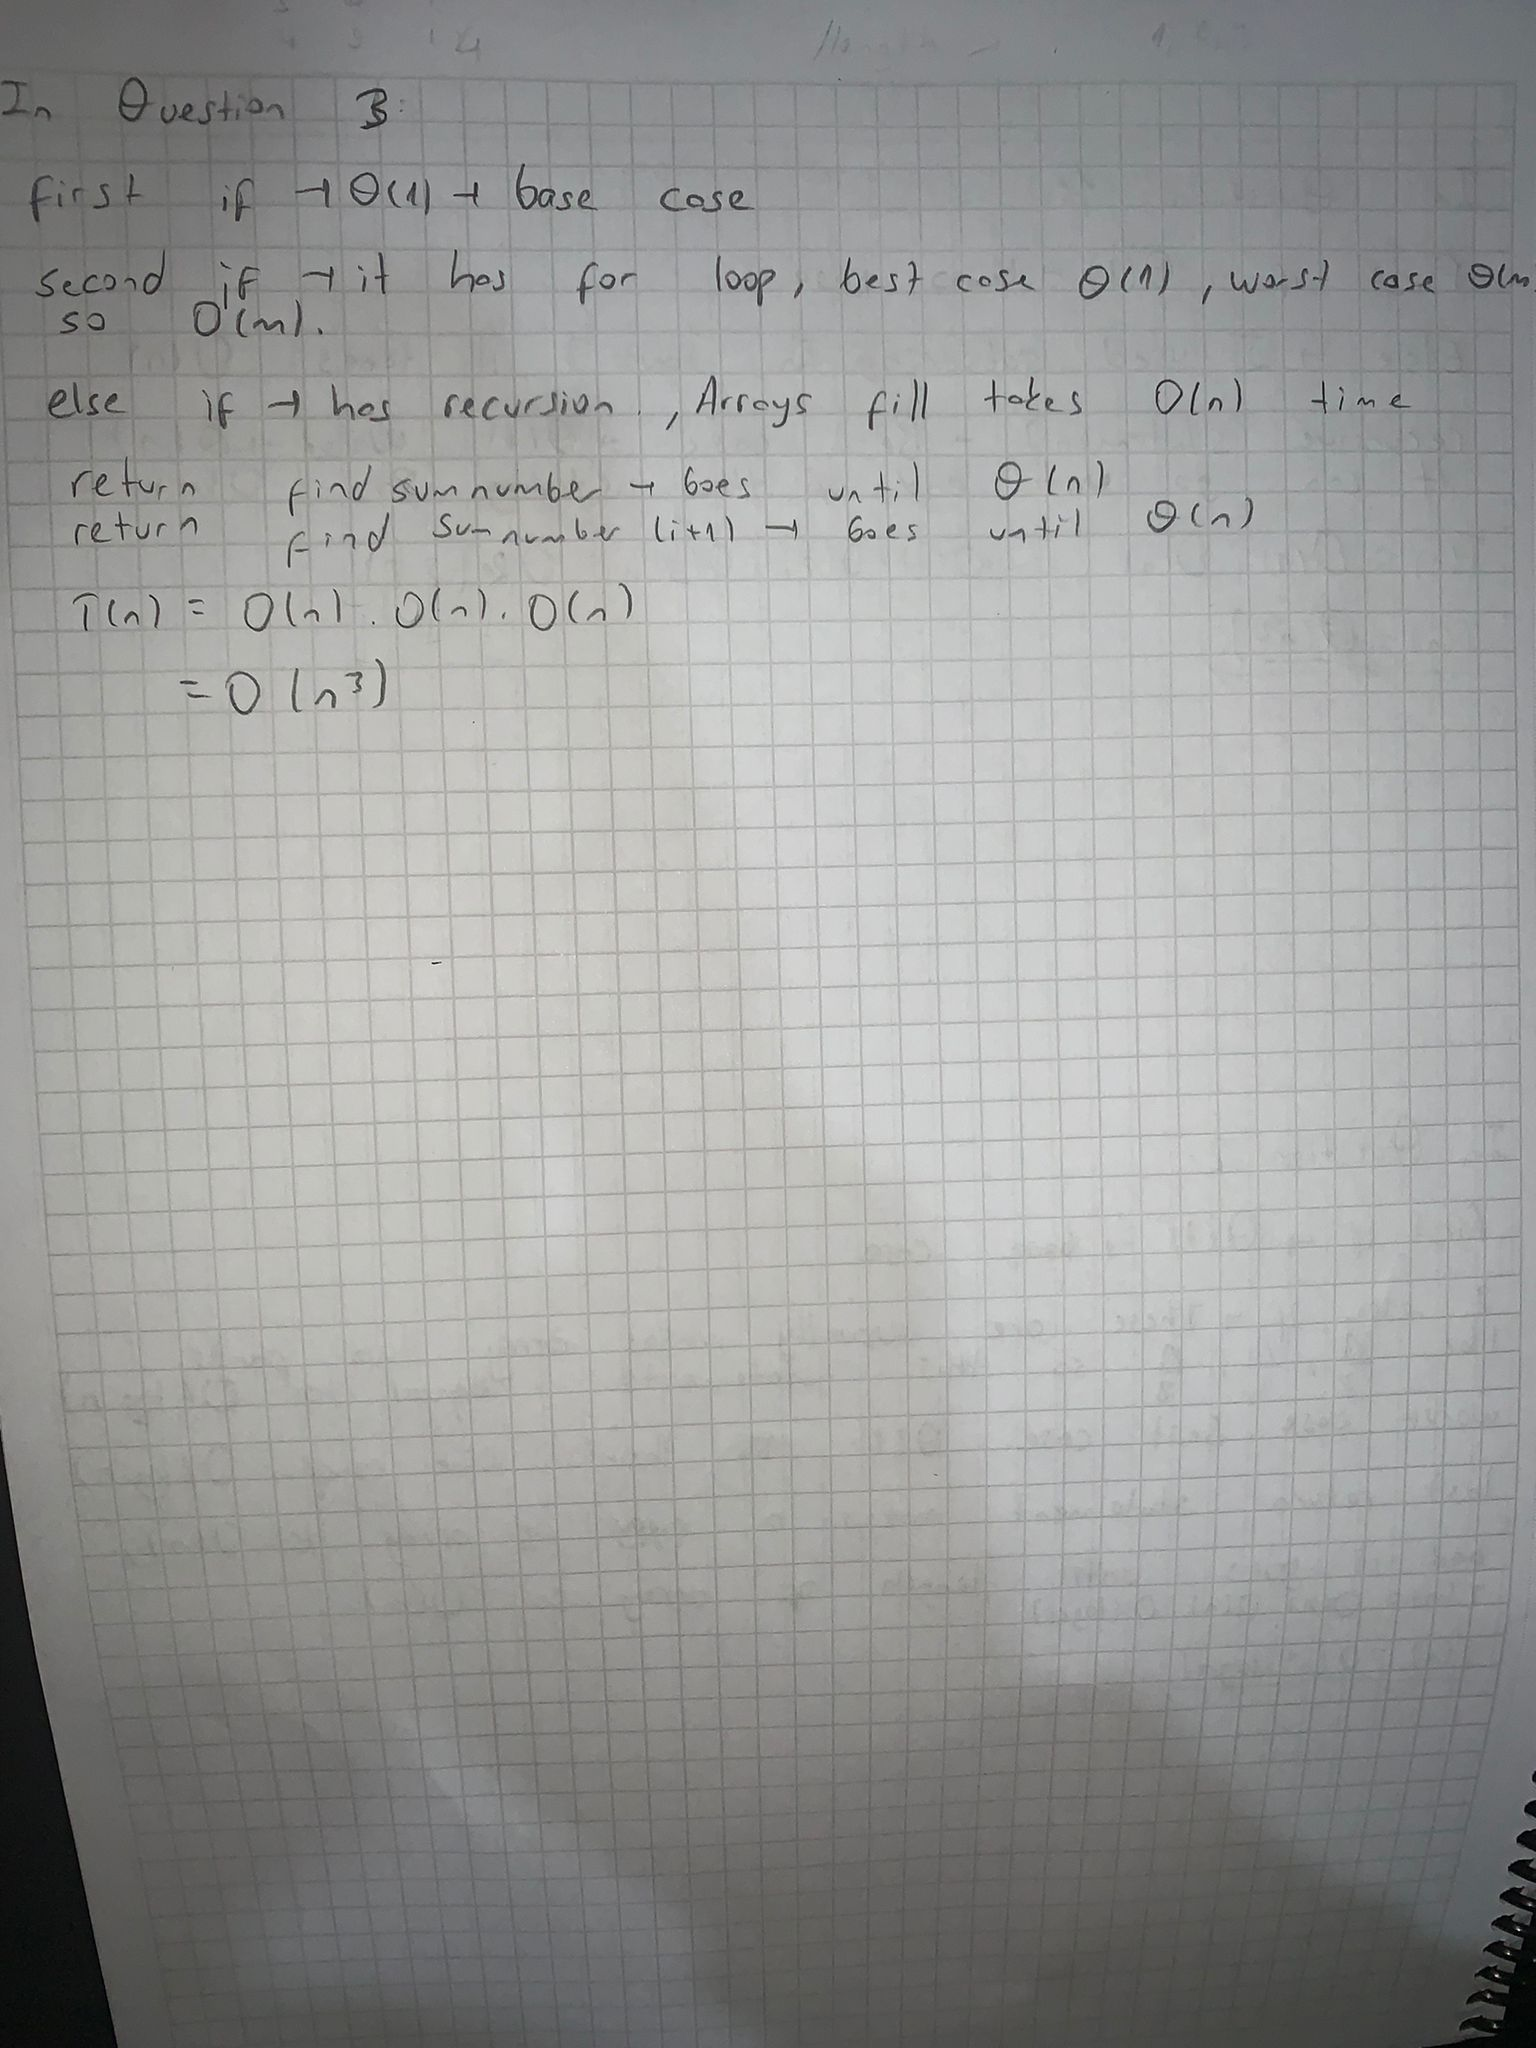 In Question 3:
first if → θ(1) → base case
second if → it has for loop, best case θ(1), worst case θ(n
so O(n).
else if → has recursion, Arrays fill takes O(n) time
return find sumnumber → Goes until θ(n)
return find sumnumber (i+1) → Goes until θ(n)
T(n) = O(n). O(n). O(n)
= O(n³)